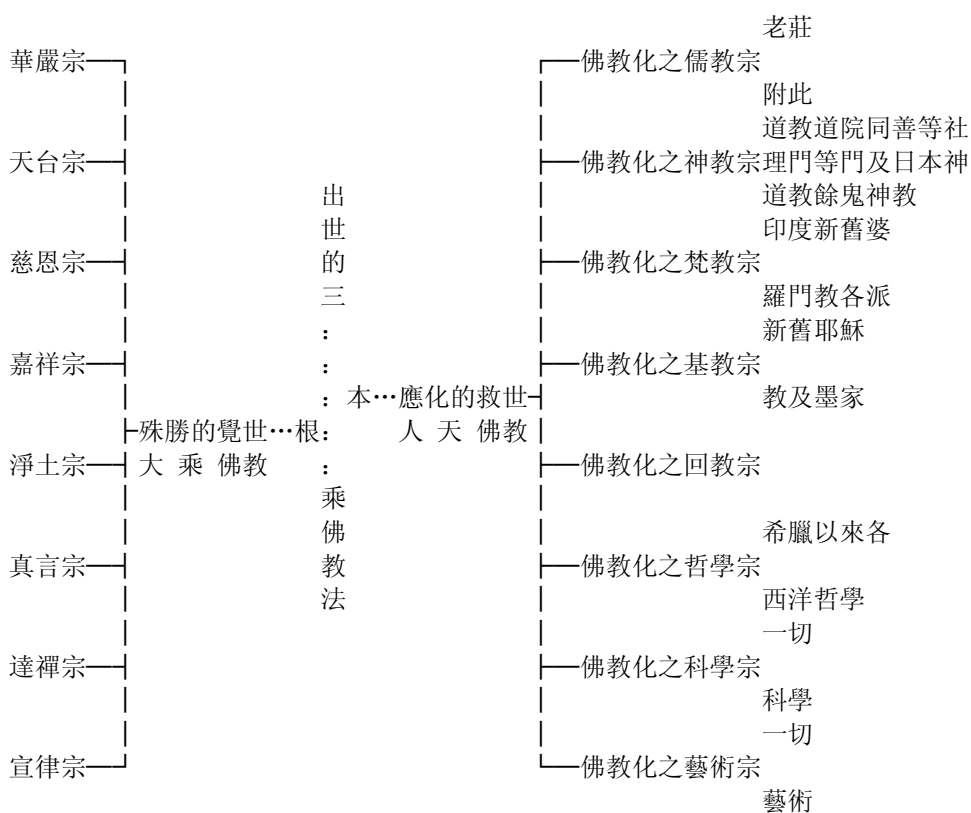 老莊
華嚴宗 佛教化之儒教宗
附此
道教道院同善等社
天台宗 佛教化之神教宗理門等門及日本神
出 道教餘鬼神教
世 印度新舊婆
慈恩宗 的 佛教化之梵教宗
三 羅門教各派
： 新舊耶穌
嘉祥宗 ： 佛教化之基教宗
：本…應化的救世 教及墨家
殊勝的覺世…根： 人 天 佛教
淨土宗 大 乘 佛教 ： 佛教化之回教宗
乘
佛 希臘以來各
真言宗 教 佛教化之哲學宗
法 西洋哲學
一切
達禪宗 佛教化之科學宗
科學
一切
宣律宗 佛教化之藝術宗
藝術